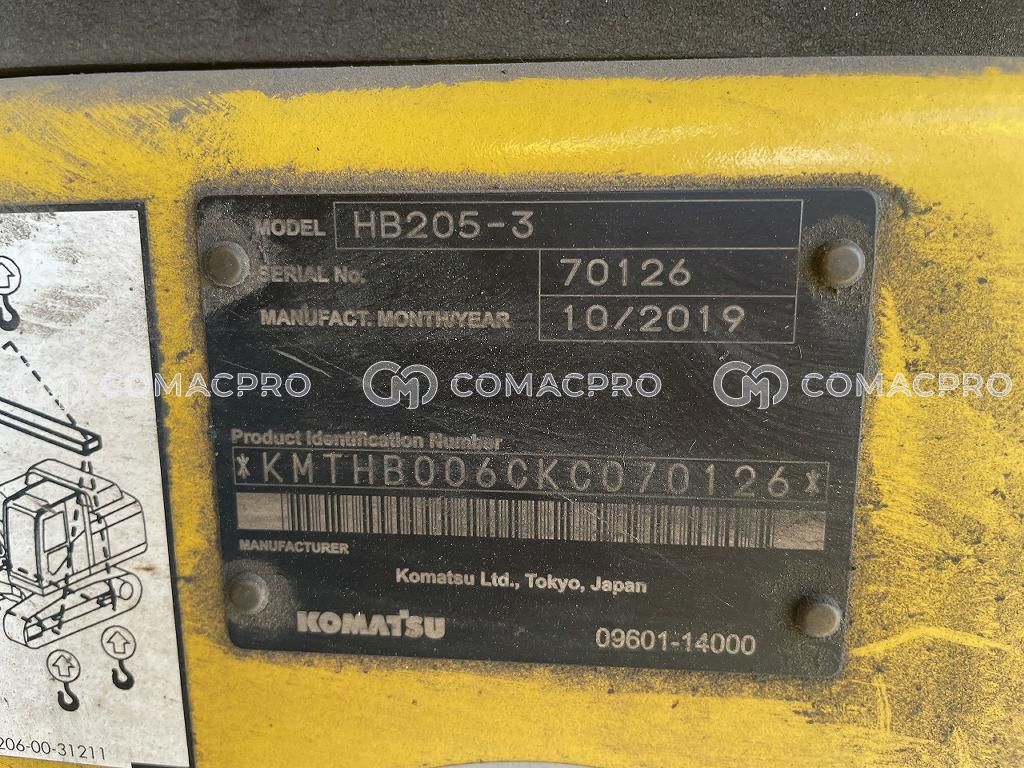 MODEL HB205-3
SERIAL No. 70126
MANUFACT. MONTH/YEAR 10/2019
COMACPRO COMACPRO COMACPRO
Product Identification Number
*KMTHB006CKC070126*
MANUFACTURER
Komatsu Ltd., Tokyo, Japan
KOMATSU 09601-14000
206-00-31211